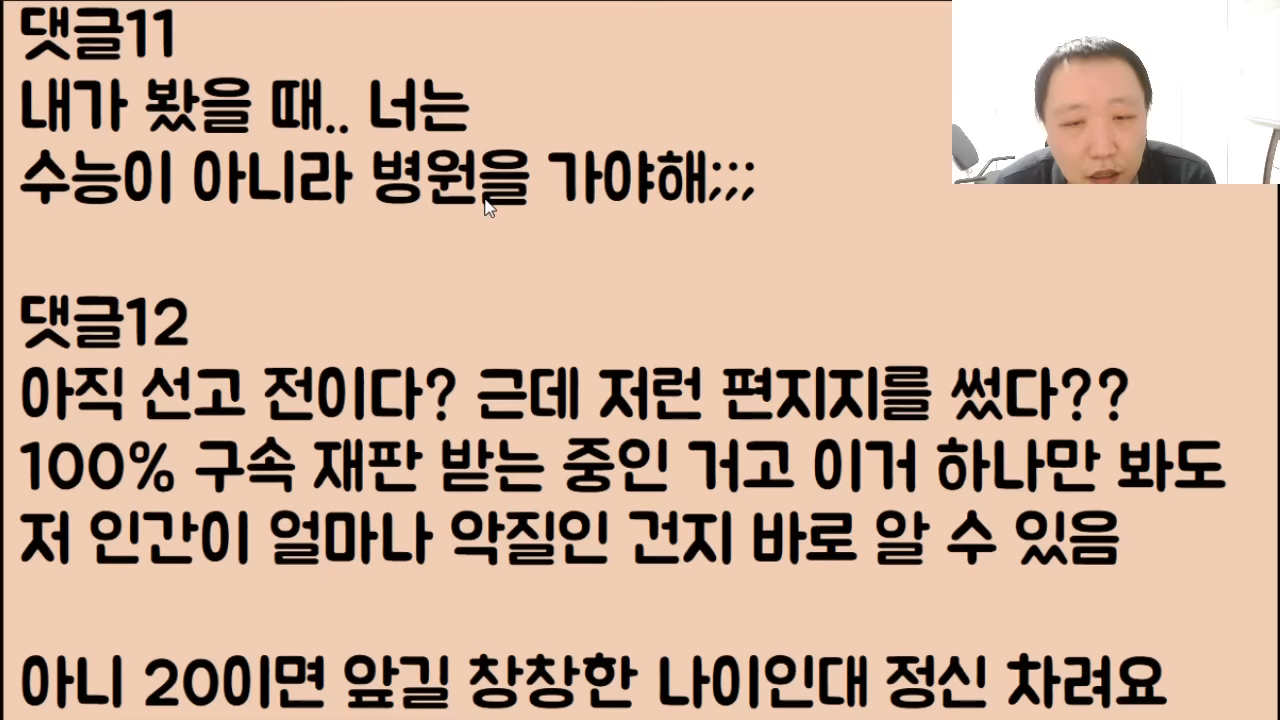 댓글11
내가 봤을 때.. 너는
수능이 아니라 병원을 가야해;;;
댓글12
아직 선고 전이다? 근데 저런 편지지를 썼다??
100% 구속 재판 받는 중인 거고 이거 하나만 봐도
저 인간이 얼마나 악질인 건지 바로 알 수 있음
아니 20이면 앞길 창창한 나이인대 정신 차려요